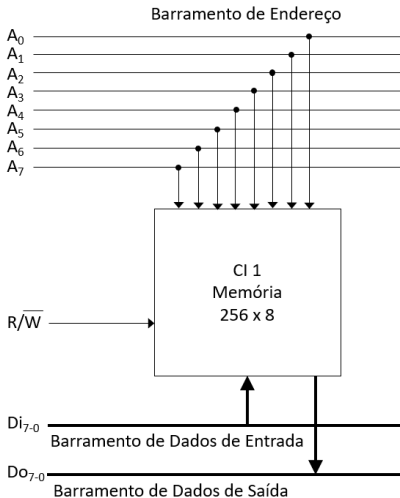 Barramento de Endereço
A₀
A₁
A₂
A₃
A₄
A₅
A₆
A₇
CI 1
Memória
256 x 8
R/W̅
Di₇₋₀
Barramento de Dados de Entrada
Do₇₋₀
Barramento de Dados de Saída